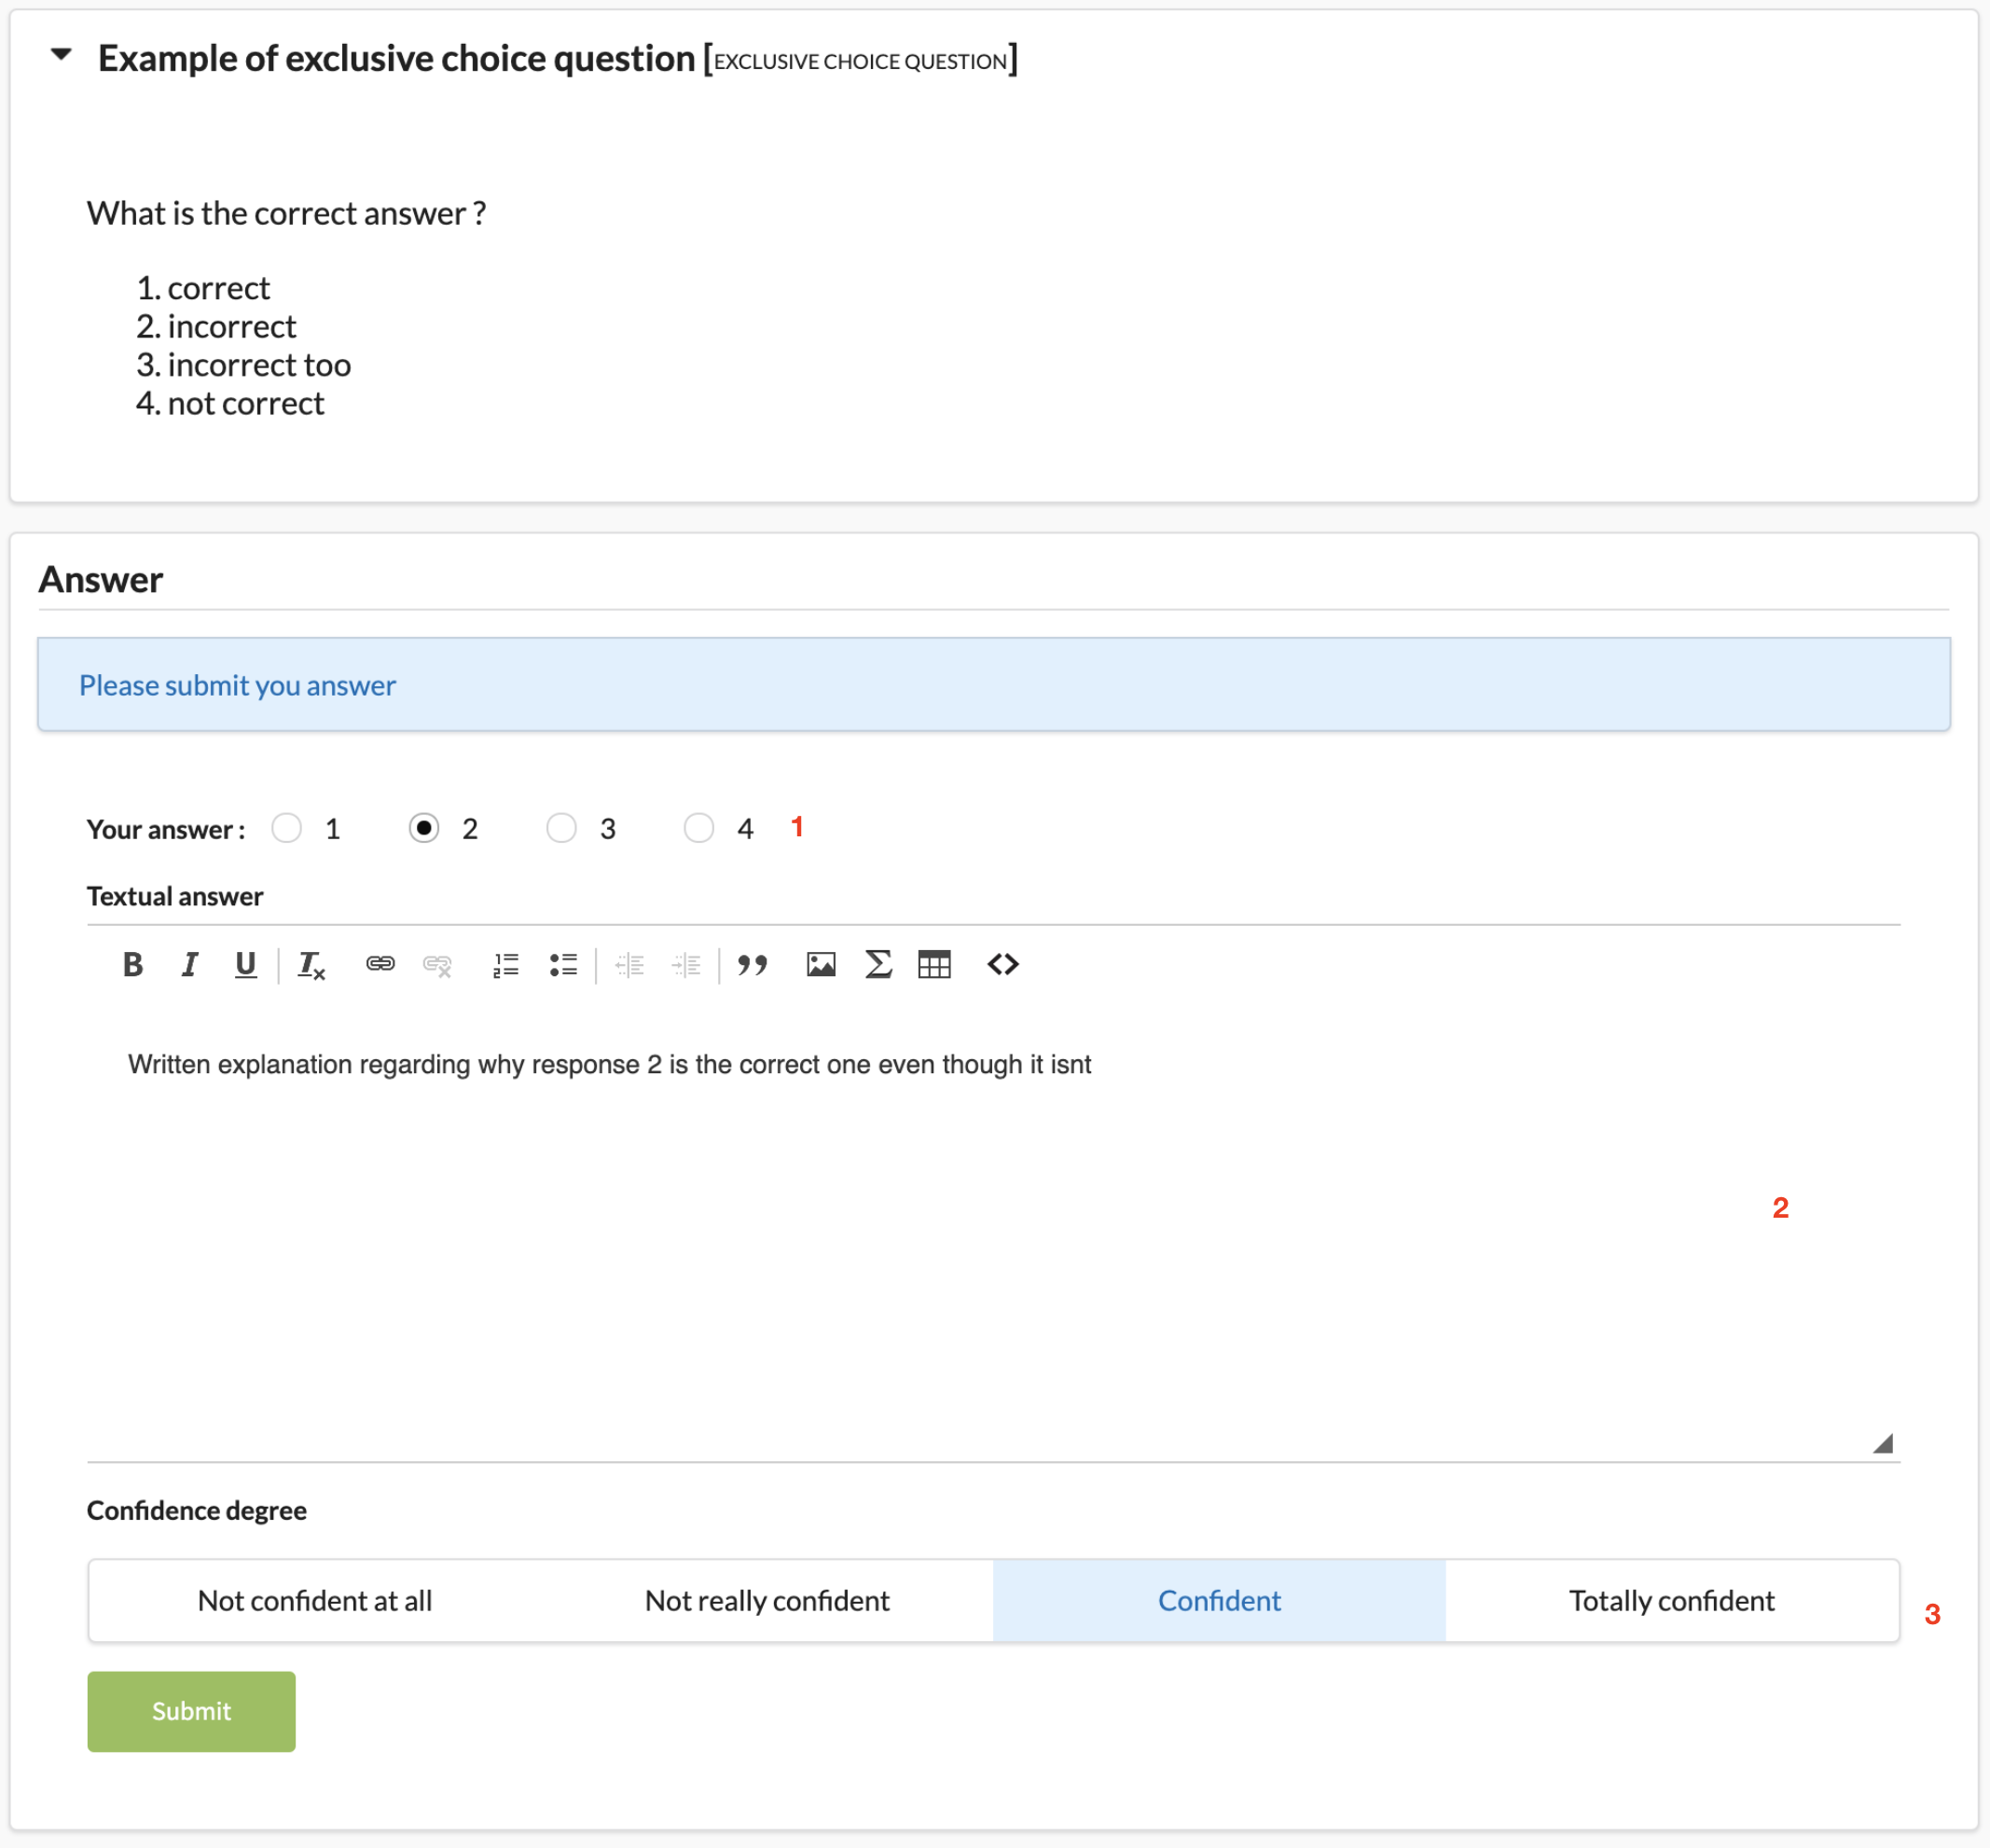 Example of exclusive choice question [EXCLUSIVE CHOICE QUESTION]
What is the correct answer ?
1. correct
2. incorrect
3. incorrect too
4. not correct
Answer
Please submit you answer
Your answer : 1 2 3 4 1
Textual answer
Written explanation regarding why response 2 is the correct one even though it isnt
2
Confidence degree
Not confident at all Not really confident Confident Totally confident 3
Submit